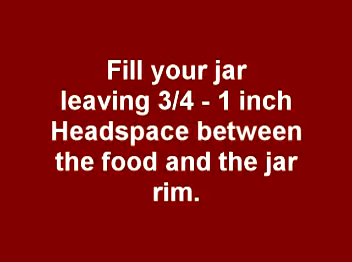 Fill your jar
leaving 3/4 - 1 inch
Headspace between
the food and the jar
rim.